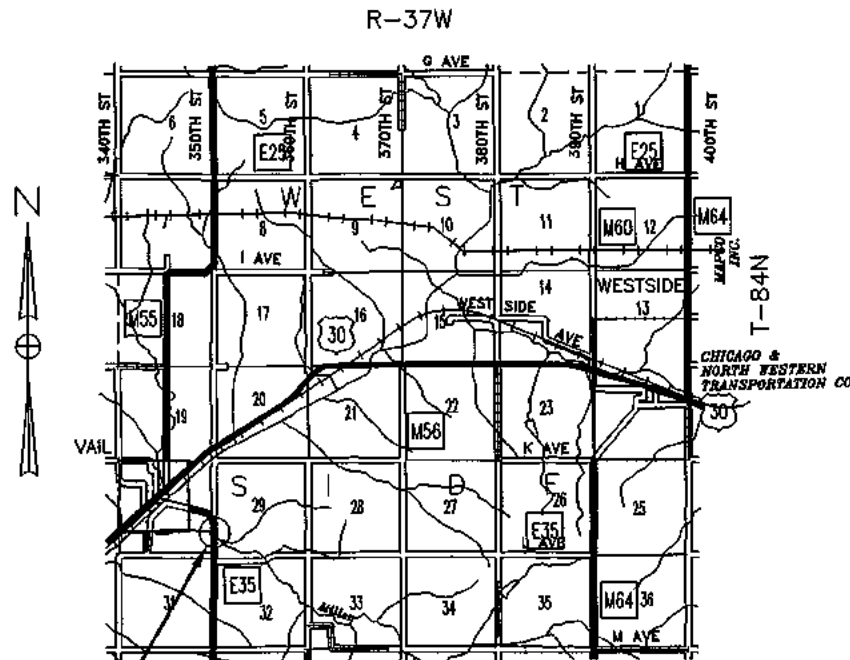 R-37W
G AVE
340TH ST
350TH ST
360TH ST
370TH ST
380TH ST
390TH ST
400TH ST
6
5
4
3
2
1
E25
E25
H AVE
W E S T
N
8
9
10
11
M60
12
M64
I AVE
MAPCO INC.
T-84N
M55
18
17
16
30
15
WEST SIDE AVE
14
WESTSIDE
13
CHICAGO &
NORTH WESTERN
TRANSPORTATION CO
30
19
20
21
22
M56
23
K AVE
VAIL
S I D E
29
28
27
26
25
E35
L AVE
31
E35
32
33
34
35
M64
36
M AVE